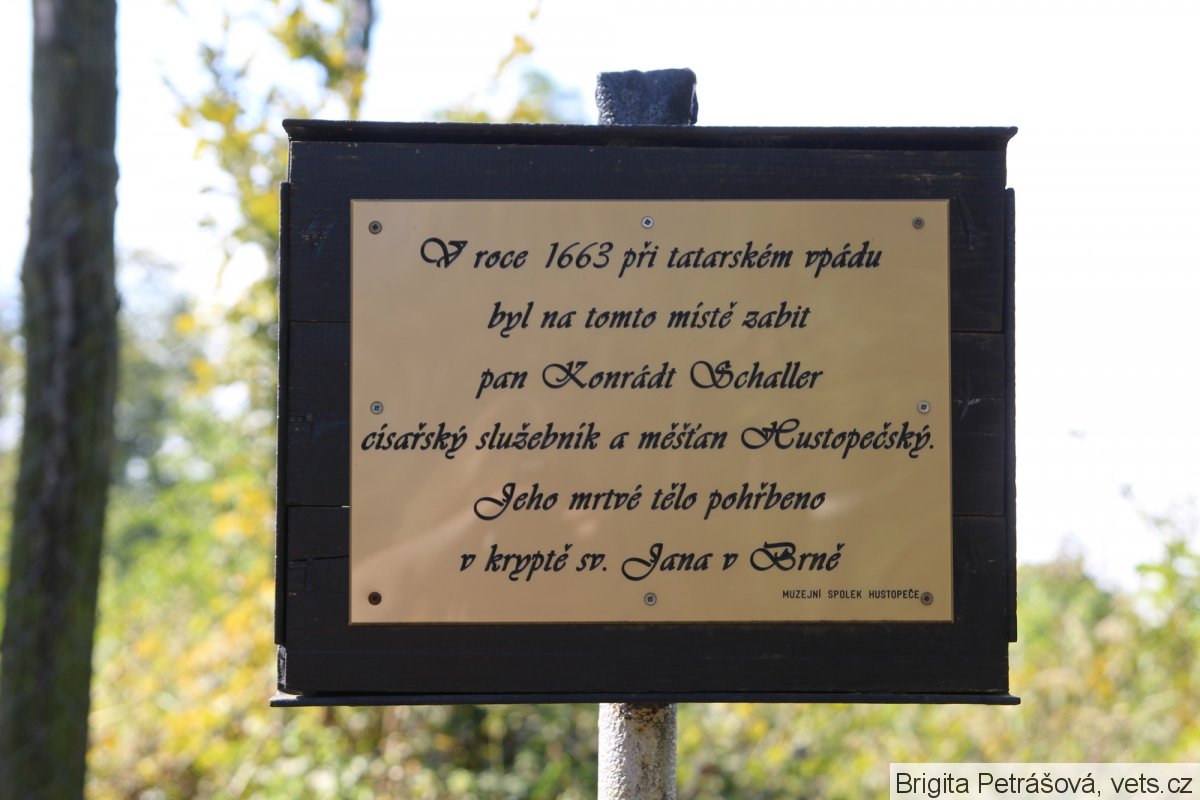 V roce 1663 při tatarském vpádu
byl na tomto místě zabit
pan Konrádt Schaller
císařský služebník a měšťan Hustopečský.
Jeho mrtvé tělo pohřbeno
v kryptě sv. Jana v Brně
MUZEJNÍ SPOLEK HUSTOPEČE
Brigita Petrášová, vets.cz